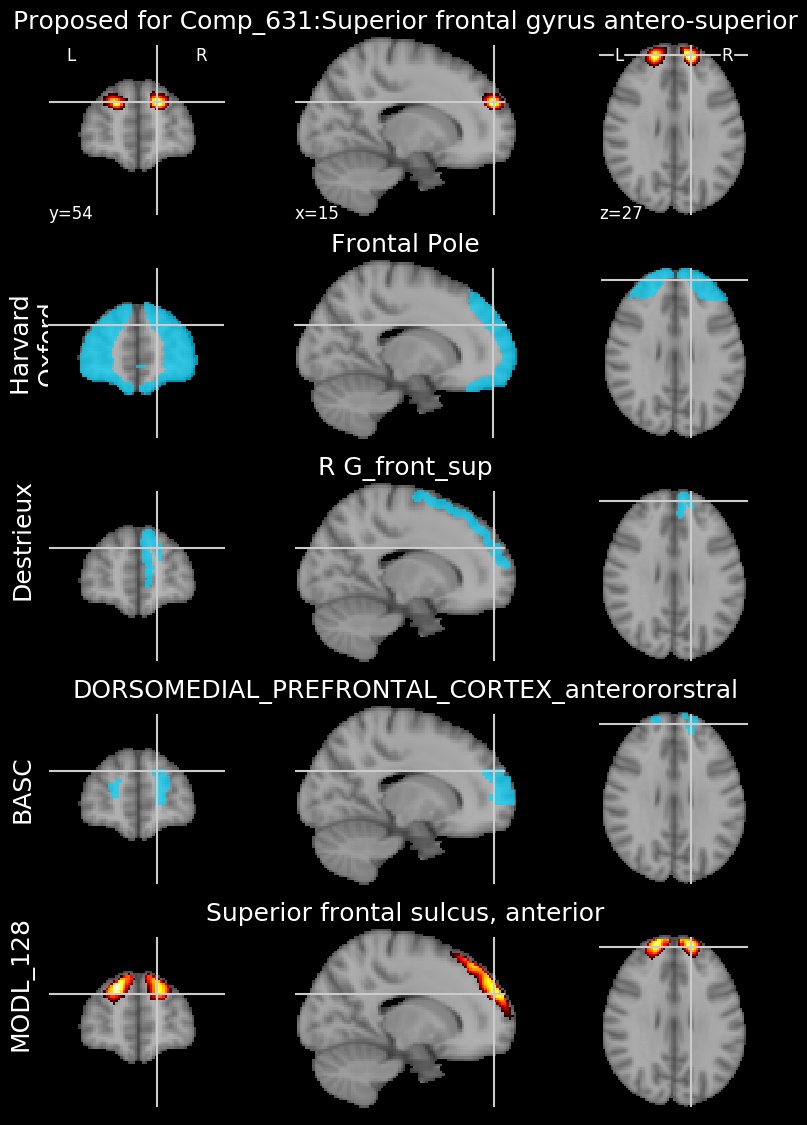 Proposed for Comp_631:Superior frontal gyrus antero-superior
L R
L R
y=54
x=15
z=27
Frontal Pole
Harvard
Oxford
R G_front_sup
Destrieux
DORSOMEDIAL_PREFRONTAL_CORTEX_anterororstral
BASC
Superior frontal sulcus, anterior
MODL_128